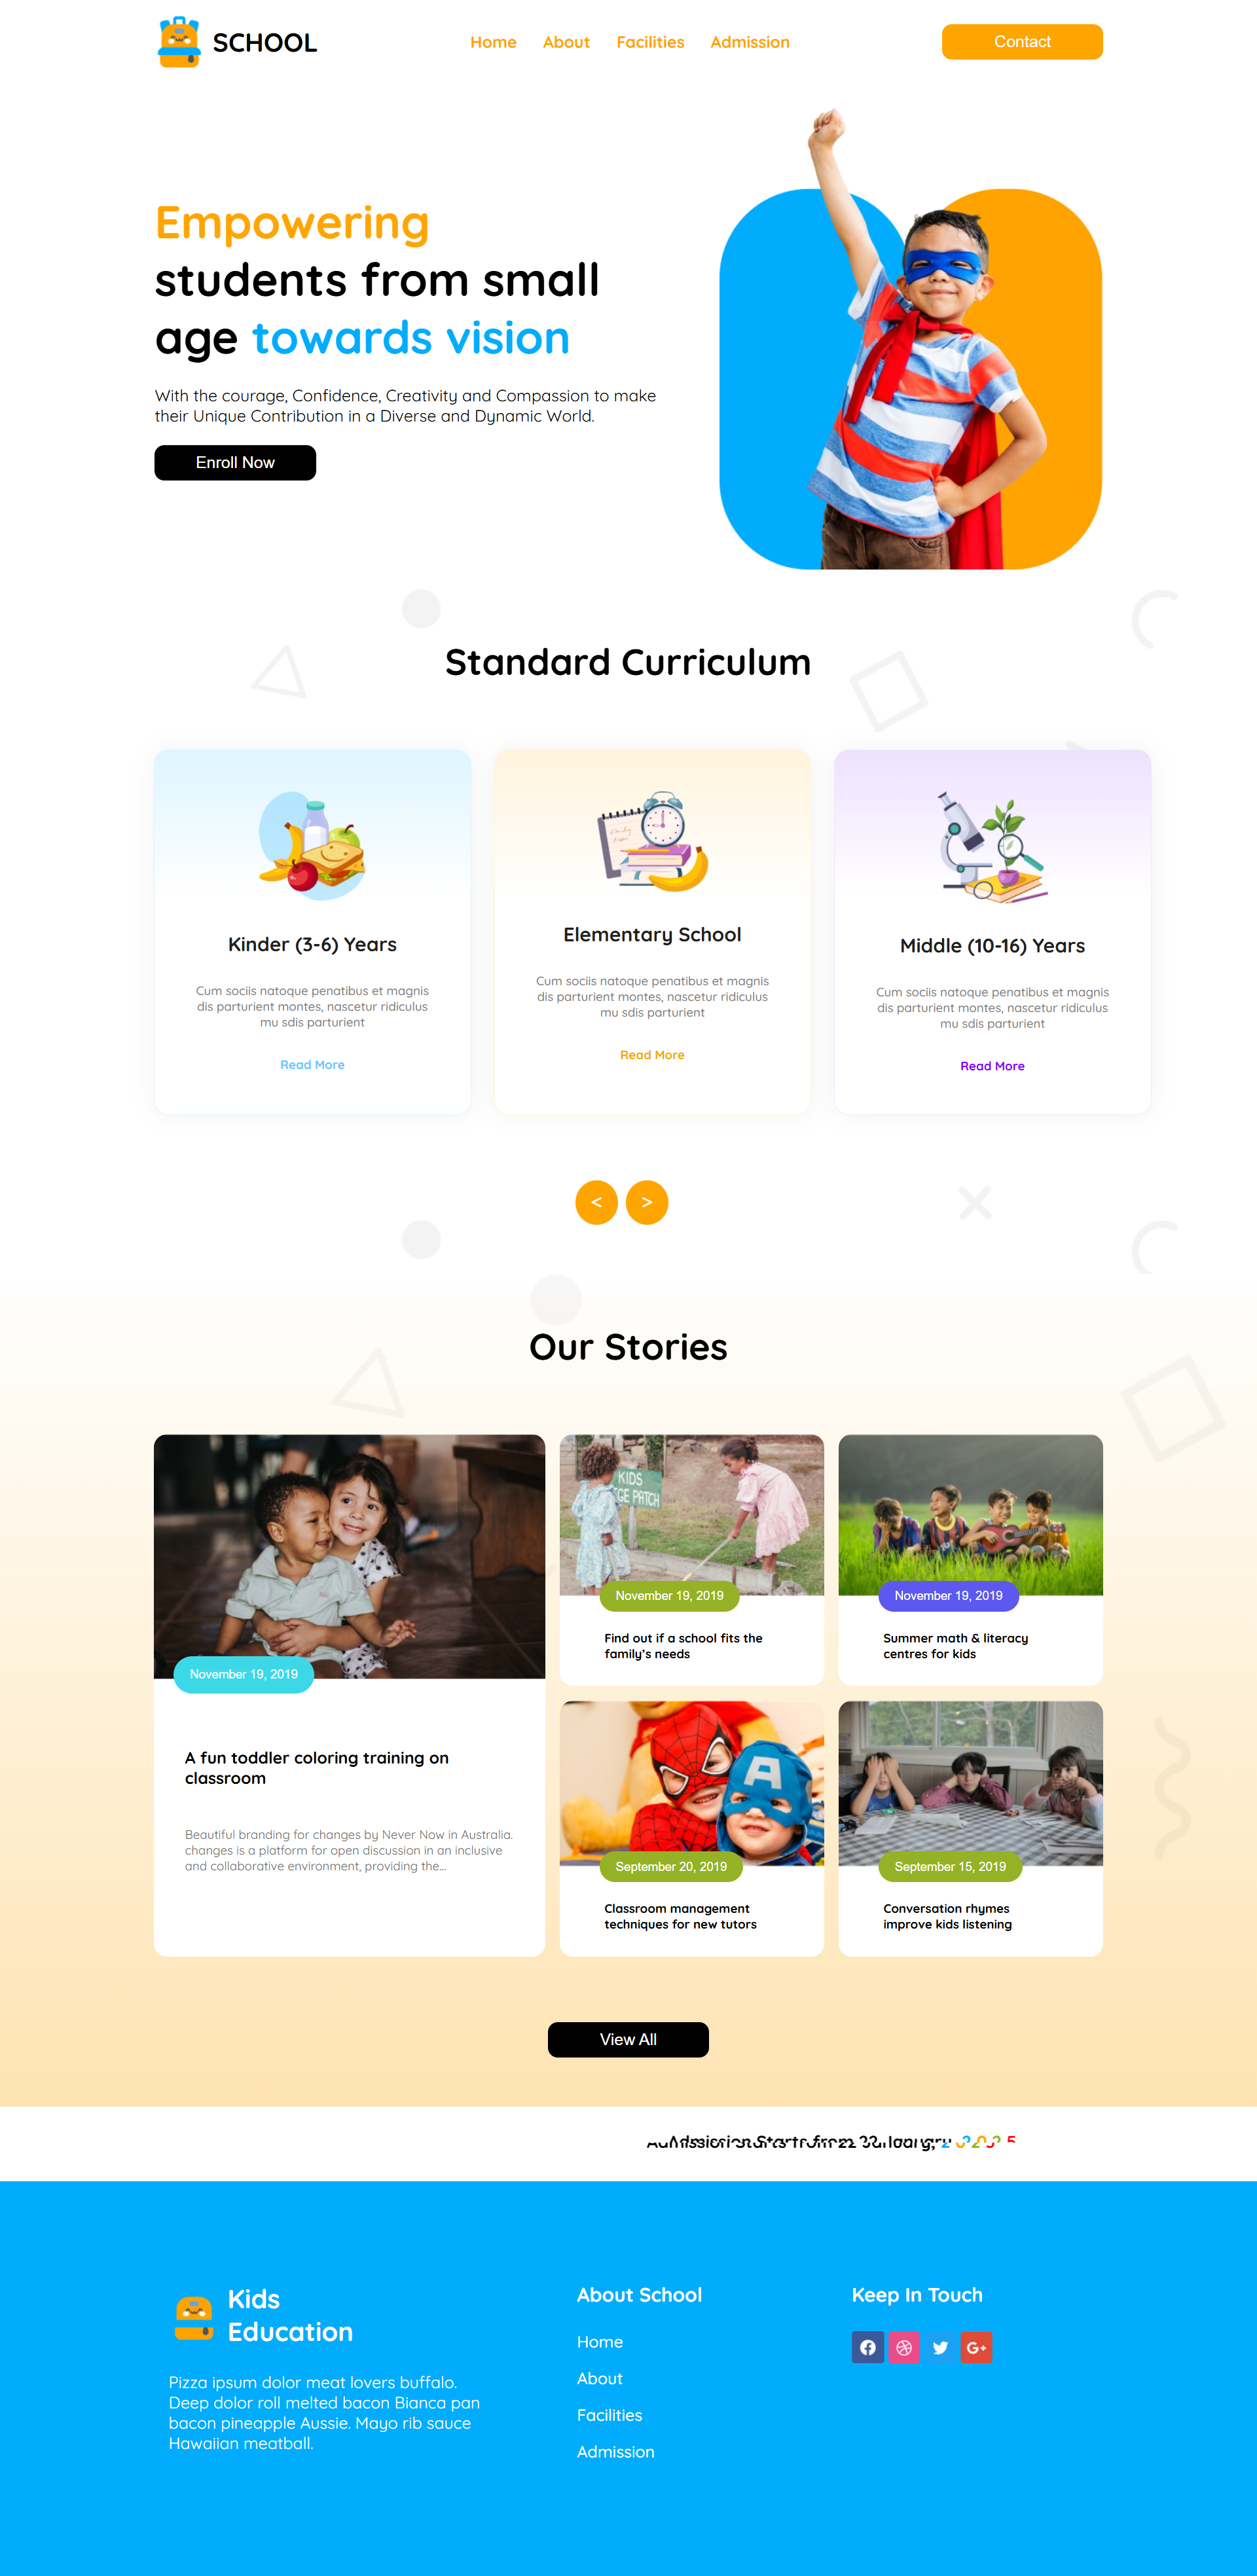 SCHOOL
Home About Facilities Admission
Contact
Empowering
students from small
age towards vision
With the courage, Confidence, Creativity and Compassion to make
their Unique Contribution in a Diverse and Dynamic World.
Enroll Now
Standard Curriculum
Kinder (3-6) Years
Cum sociis natoque penatibus et magnis
dis parturient montes, nascetur ridiculus
mu sdis parturient
Read More
Elementary School
Cum sociis natoque penatibus et magnis
dis parturient montes, nascetur ridiculus
mu sdis parturient
Read More
Middle (10-16) Years
Cum sociis natoque penatibus et magnis
dis parturient montes, nascetur ridiculus
mu sdis parturient
Read More
< >
Our Stories
November 19, 2019
A fun toddler coloring training on
classroom
Beautiful branding for changes by Never Now in Australia.
changes is a platform for open discussion in an inclusive
and collaborative environment, providing the...
KIDS
GE PATCH
November 19, 2019
Find out if a school fits the
family's needs
November 19, 2019
Summer math & literacy
centres for kids
A
September 20, 2019
Classroom management
techniques for new tutors
September 15, 2019
Conversation rhymes
improve kids listening
View All
Kids
Education
Pizza ipsum dolor meat lovers buffalo.
Deep dolor roll melted bacon Bianca pan
bacon pineapple Aussie. Mayo rib sauce
Hawaiian meatball.
About School
Home
About
Facilities
Admission
Keep In Touch
G+